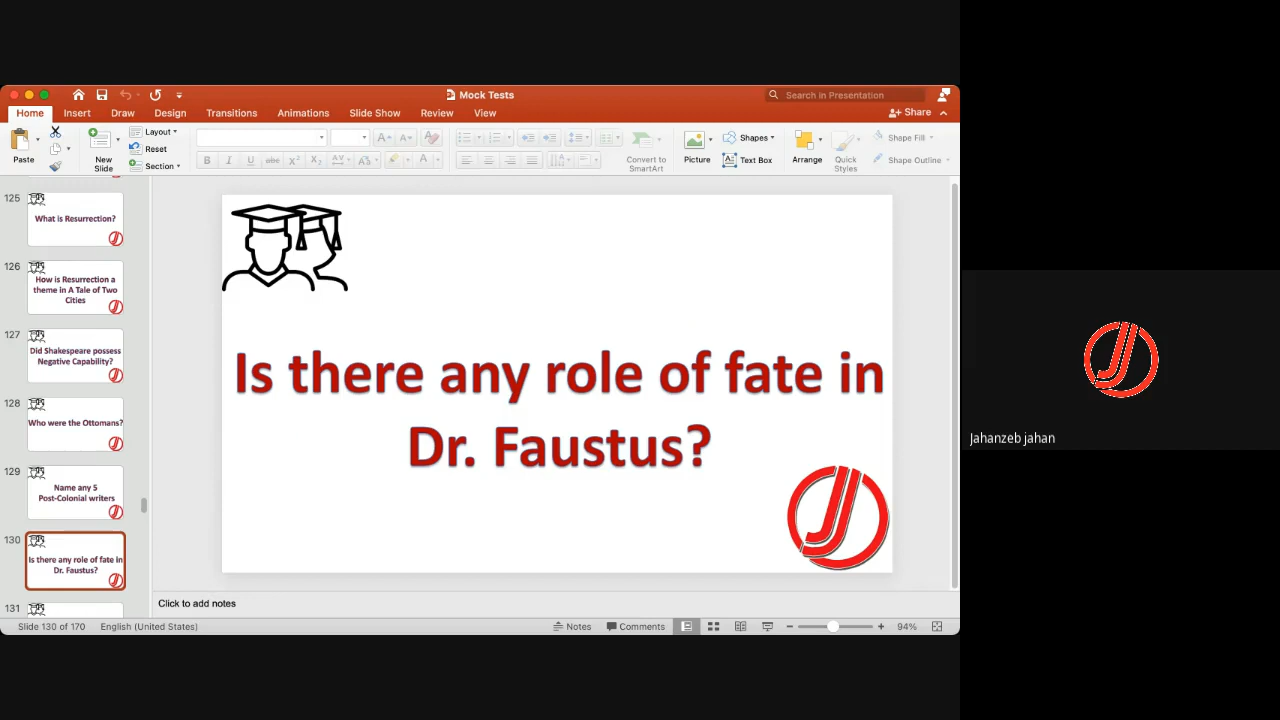 Mock Tests
Search in Presentation
Home Insert Draw Design Transitions Animations Slide Show Review View
Share
Paste
New
Slide
Layout
Reset
Section
Convert to
SmartArt
Picture
Shapes
Text Box
Arrange
Quick
Styles
Shape Fill
Shape Outline
125
What is Resurrection?
126
How is Resurrection a
theme in A Tale of Two
Cities
127
Did Shakespeare possess
Negative Capability?
128
Who were the Ottomans?
129
Name any 5
Post-Colonial writers
130
Is there any role of fate in
Dr. Faustus?
131
Is there any role of fate in
Dr. Faustus?
Click to add notes
Slide 130 of 170 English (United States)
Notes Comments 94%
Jahanzeb jahan